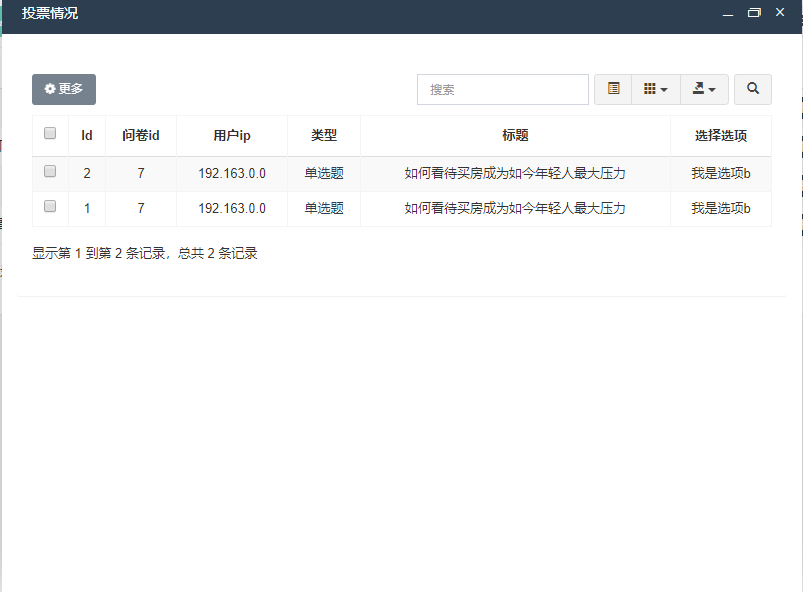 投票情况
更多
搜索
Id 问卷id 用户ip 类型 标题 选择选项
2 7 192.163.0.0 单选题 如何看待买房成为如今年轻人最大压力 我是选项b
1 7 192.163.0.0 单选题 如何看待买房成为如今年轻人最大压力 我是选项b
显示第 1 到第 2 条记录，总共 2 条记录